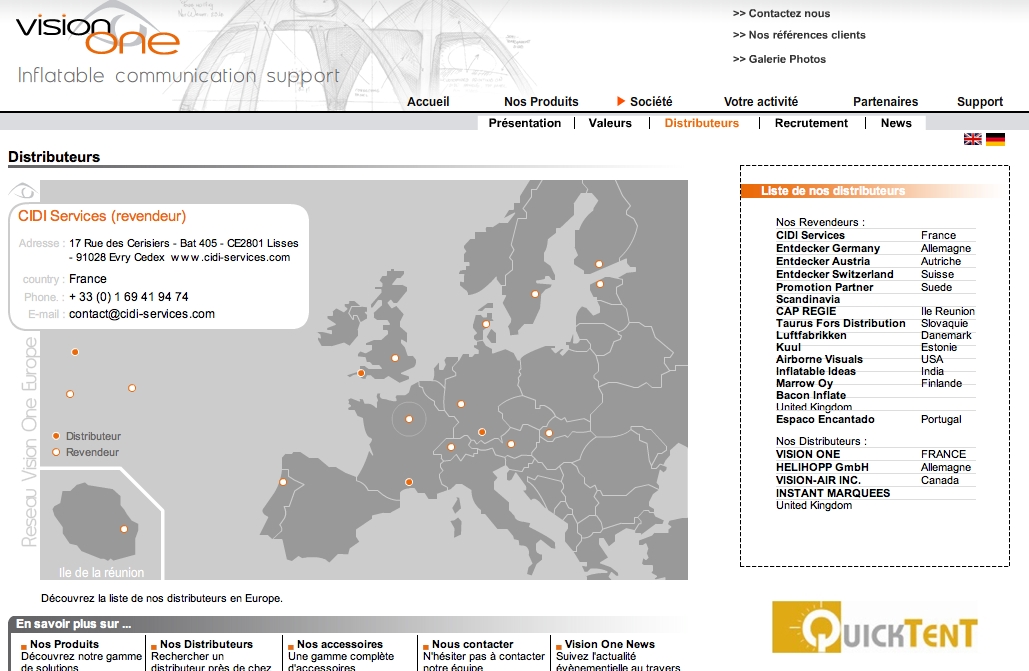 vision one
Inflatable communication support
>> Contactez nous
>> Nos références clients
>> Galerie Photos
Accueil Nos Produits Société Votre activité Partenaires Support
Présentation Valeurs Distributeurs Recrutement News
Distributeurs
CIDI Services (revendeur)
Adresse : 17 Rue des Cerisiers - Bat 405 - CE2801 Lisses
- 91028 Evry Cedex www.cidi-services.com
country : France
Phone. : + 33 (0) 1 69 41 94 74
E-mail : contact@cidi-services.com
Reseau Vision One Europe
Distributeur
Revendeur
Ile de la réunion
Découvrez la liste de nos distributeurs en Europe.
Liste de nos distributeurs
Nos Revendeurs :
CIDI Services France
Entdecker Germany Allemagne
Entdecker Austria Autriche
Entdecker Switzerland Suisse
Promotion Partner Suede
Scandinavia
CAP REGIE Ile Reunion
Taurus Fors Distribution Slovaquie
Luftfabrikken Danemark
Kuul Estonie
Airborne Visuals USA
Inflatable Ideas India
Marrow Oy Finlande
Bacon Inflate
United Kingdom
Espaco Encantado Portugal
Nos Distributeurs :
VISION ONE FRANCE
HELIHOPP GmbH Allemagne
VISION-AIR INC. Canada
INSTANT MARQUEES
United Kingdom
QUICKTENT
En savoir plus sur ...
Nos Produits
Découvrez notre gamme
de solutions
Nos Distributeurs
Rechercher un
distributeur près de chez
Nos accessoires
Une gamme complète
d'accessoires
Nous contacter
N'hésiter pas à contacter
notre équipe
Vision One News
Suivez l'actualité
évènementielle au travers